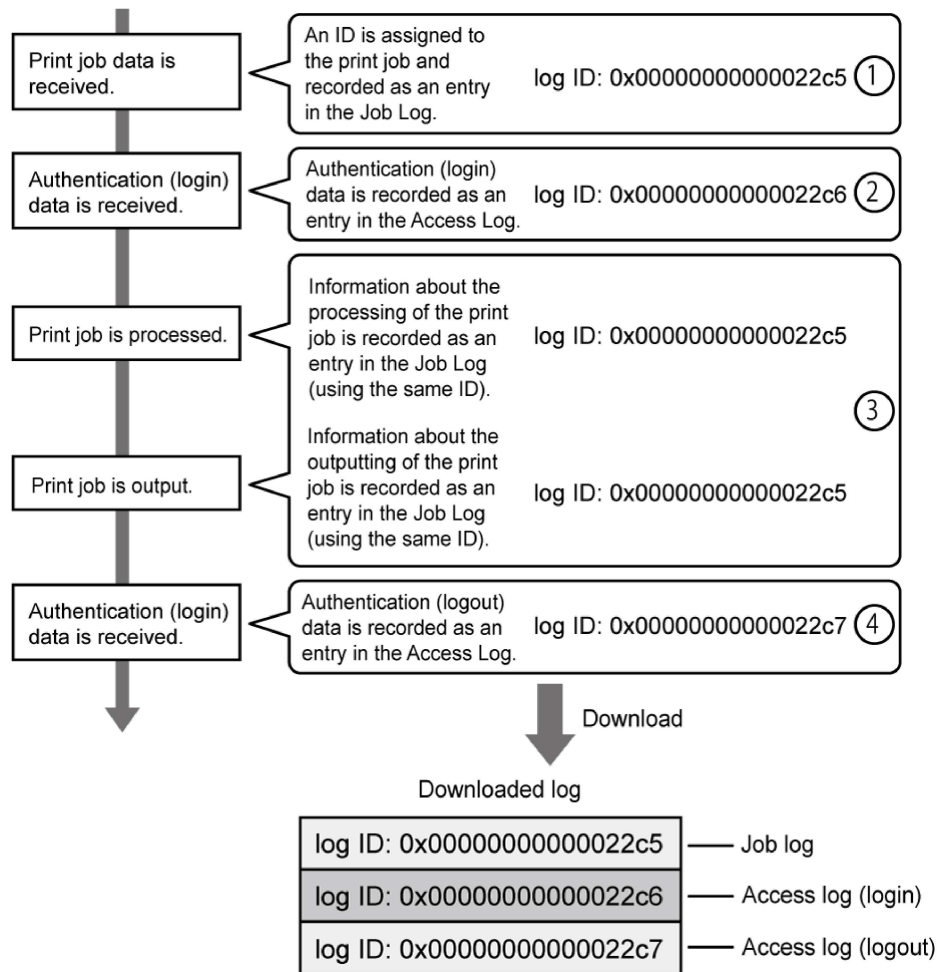 Print job data is
received.
An ID is assigned to
the print job and
recorded as an entry
in the Job Log.
log ID: 0x00000000000022c5
1
Authentication (login)
data is received.
Authentication (login)
data is recorded as an
entry in the Access Log.
log ID: 0x00000000000022c6
2
Print job is processed.
Information about the
processing of the print
job is recorded as an
entry in the Job Log
(using the same ID).
log ID: 0x00000000000022c5
3
Print job is output.
Information about the
outputting of the print
job is recorded as an
entry in the Job Log
(using the same ID).
log ID: 0x00000000000022c5
Authentication (login)
data is received.
Authentication (logout)
data is recorded as an
entry in the Access Log.
log ID: 0x00000000000022c7
4
Download
Downloaded log
log ID: 0x00000000000022c5
Job log
log ID: 0x00000000000022c6
Access log (login)
log ID: 0x00000000000022c7
Access log (logout)